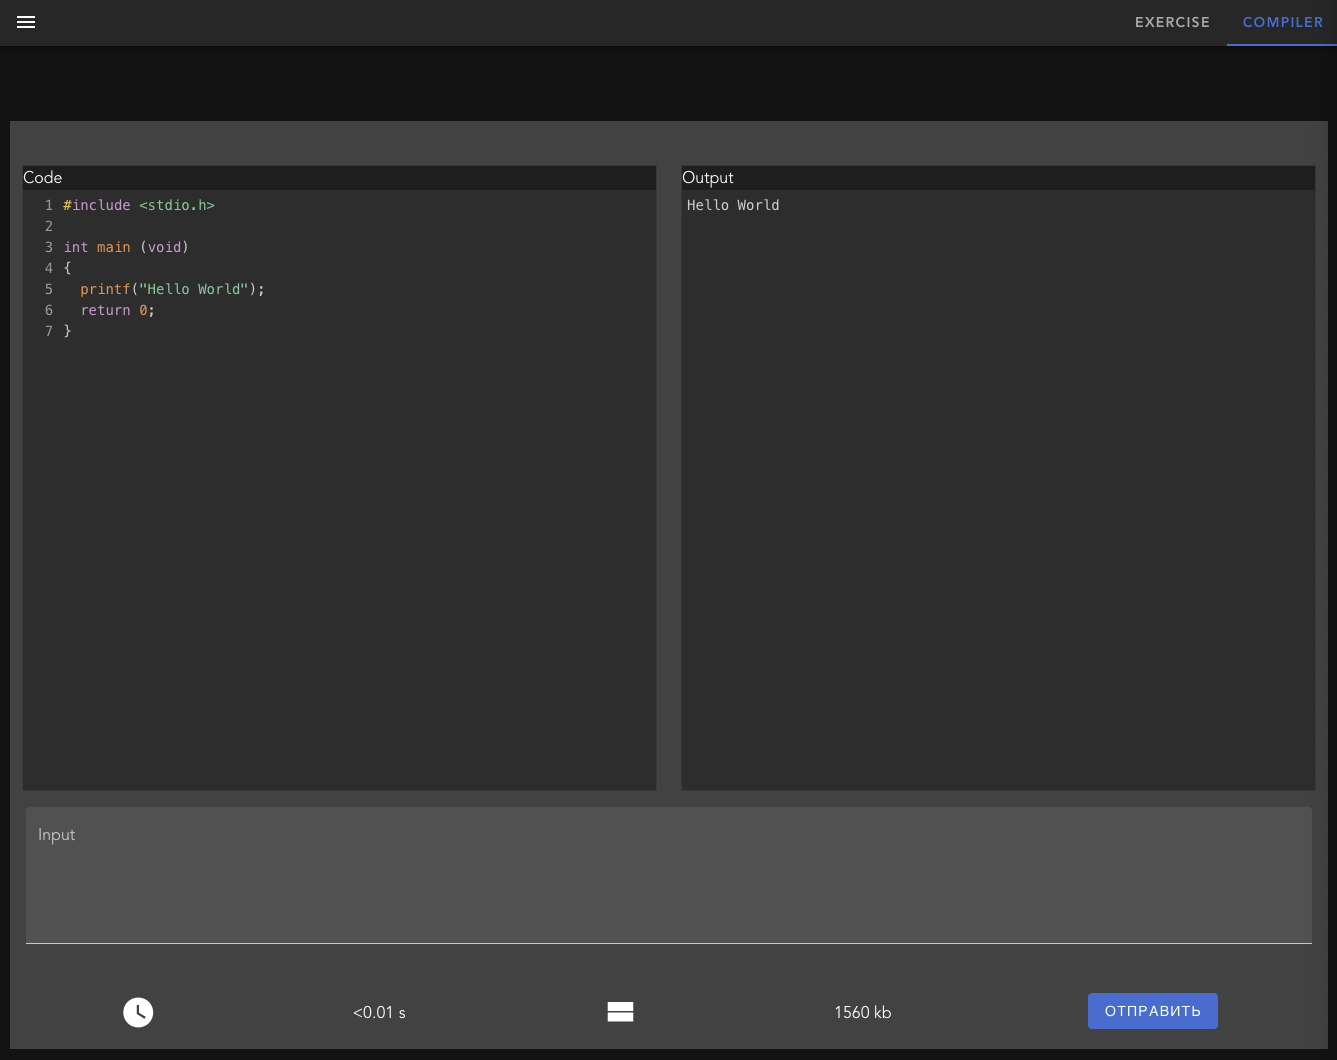 EXERCISE COMPILER
Code
1 #include <stdio.h>
2
3 int main (void)
4 {
5   printf("Hello World");
6   return 0;
7 }
Output
Hello World
Input
<0.01 s
1560 kb
ОТПРАВИТЬ